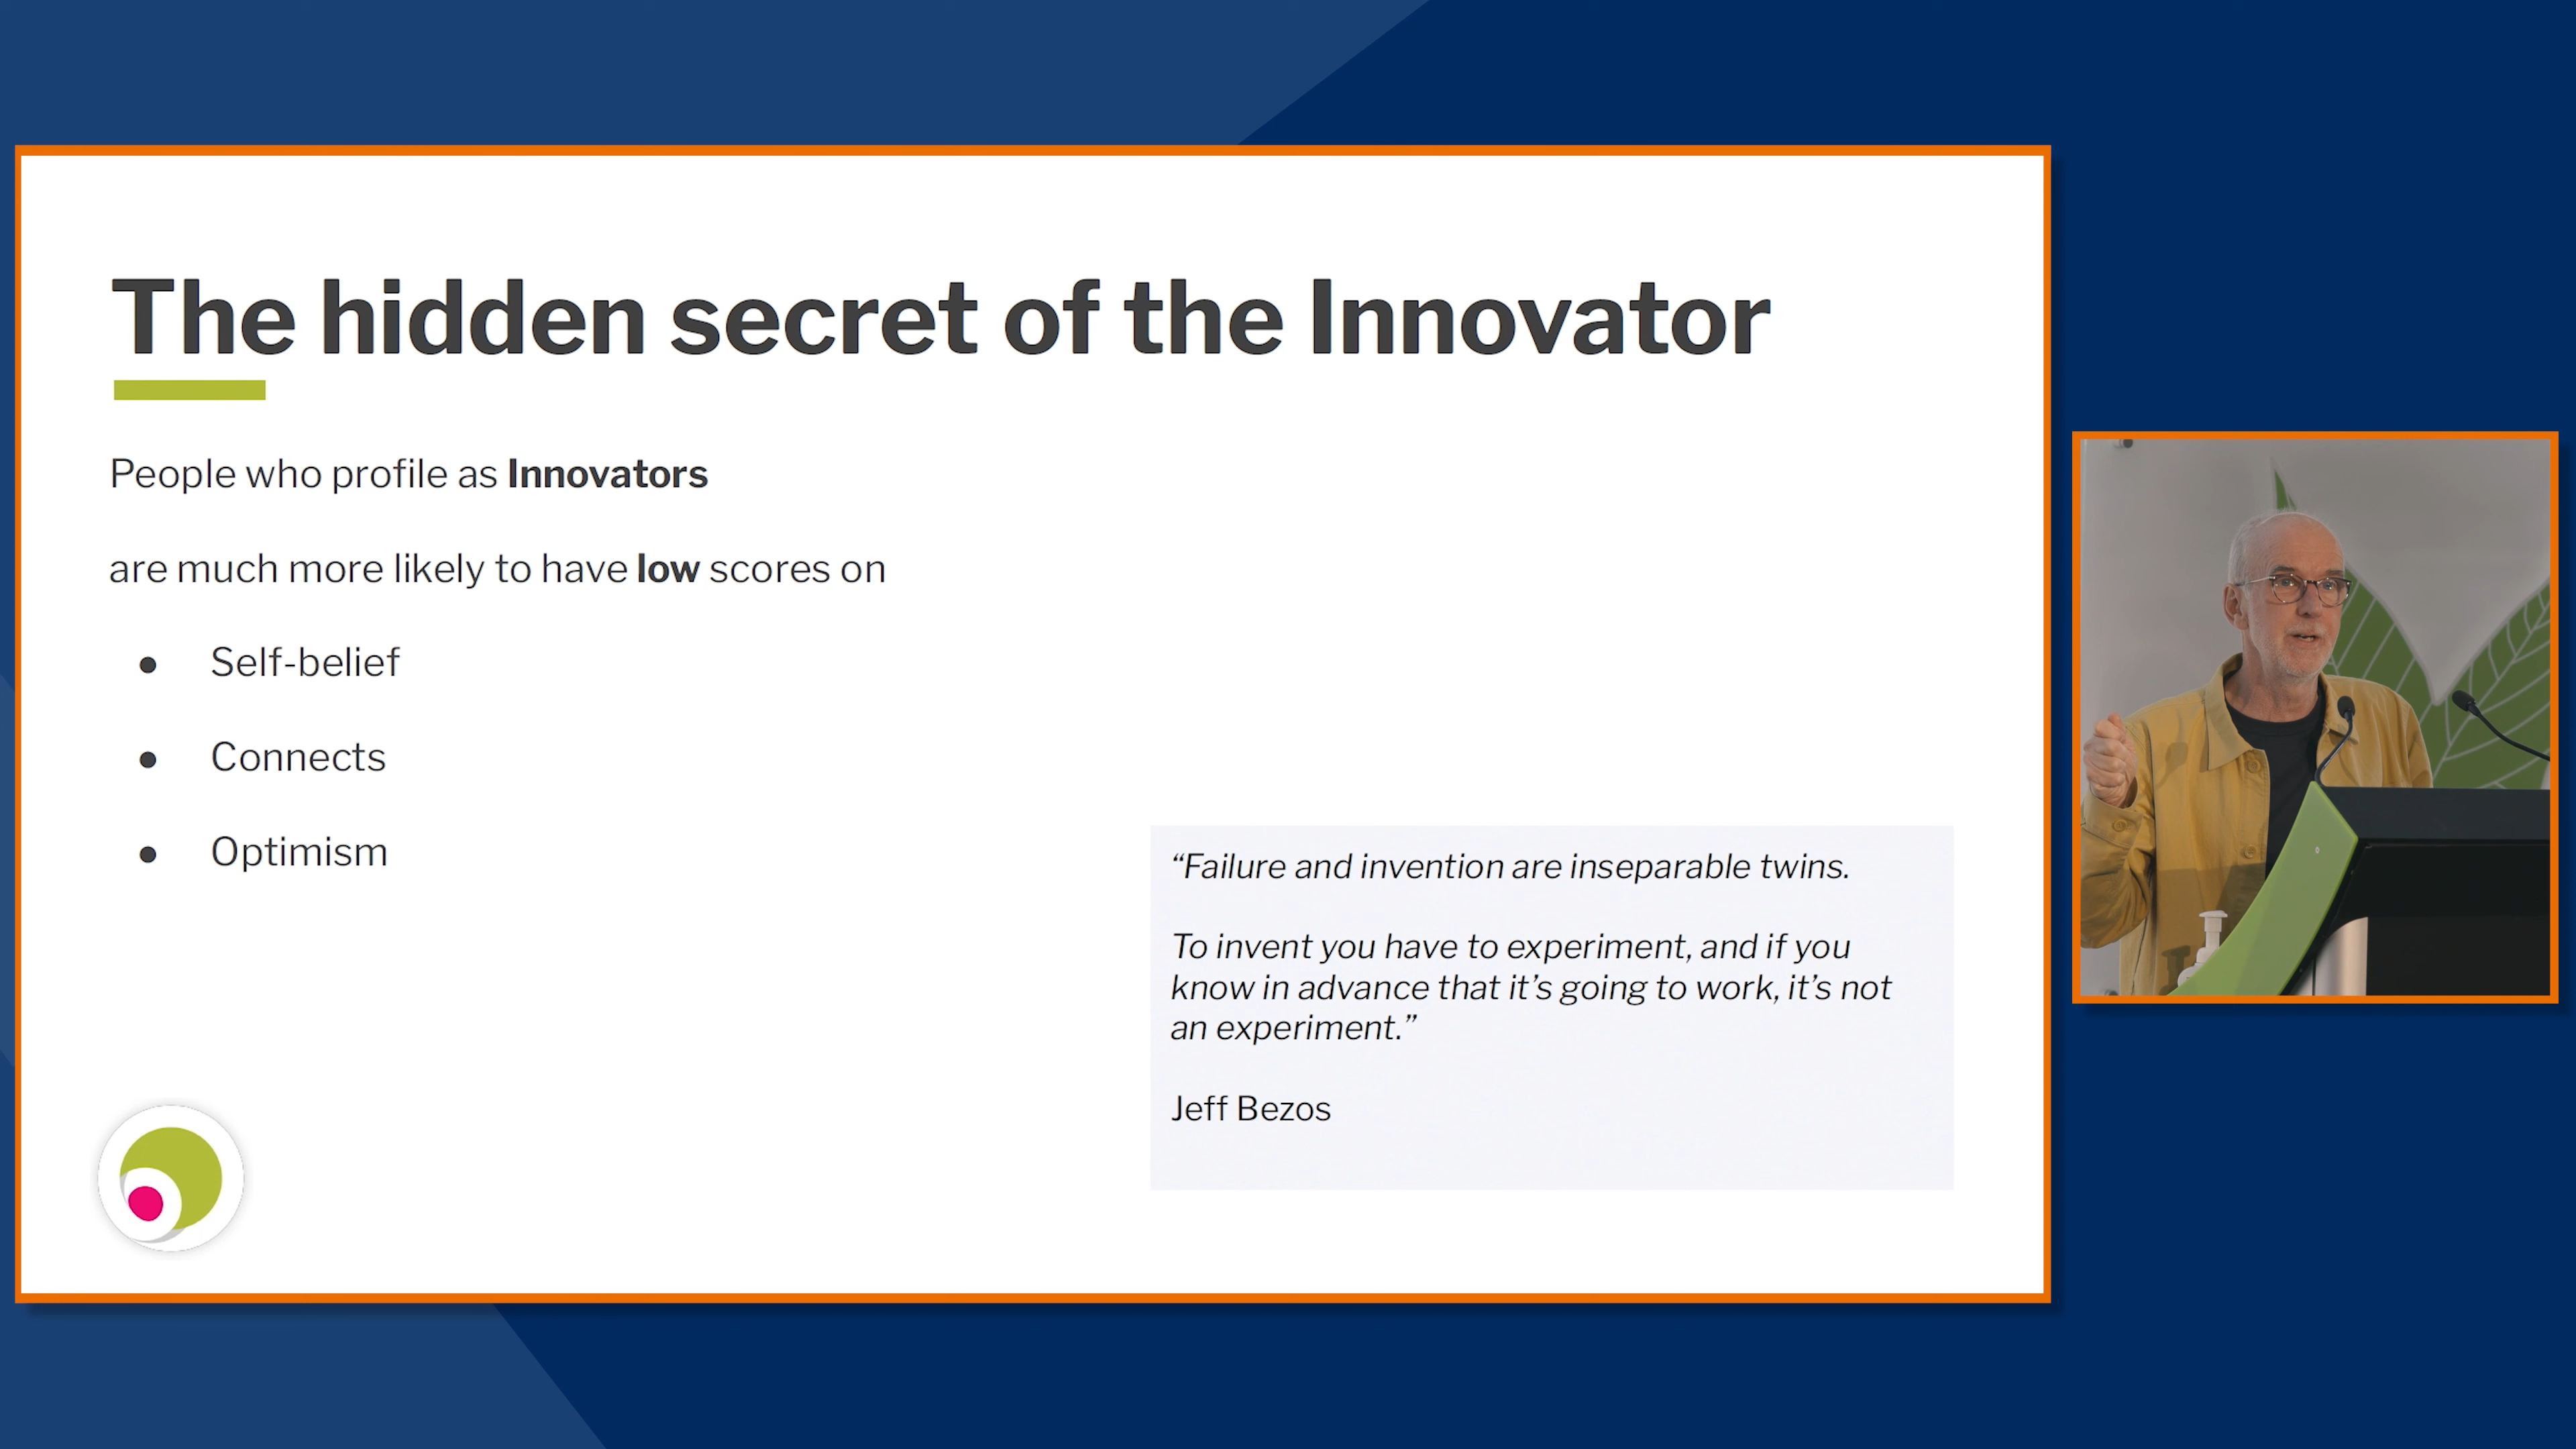 The hidden secret of the Innovator
People who profile as Innovators
are much more likely to have low scores on
● Self-belief
● Connects
● Optimism
“Failure and invention are inseparable twins.
To invent you have to experiment, and if you
know in advance that it’s going to work, it’s not
an experiment.”
Jeff Bezos